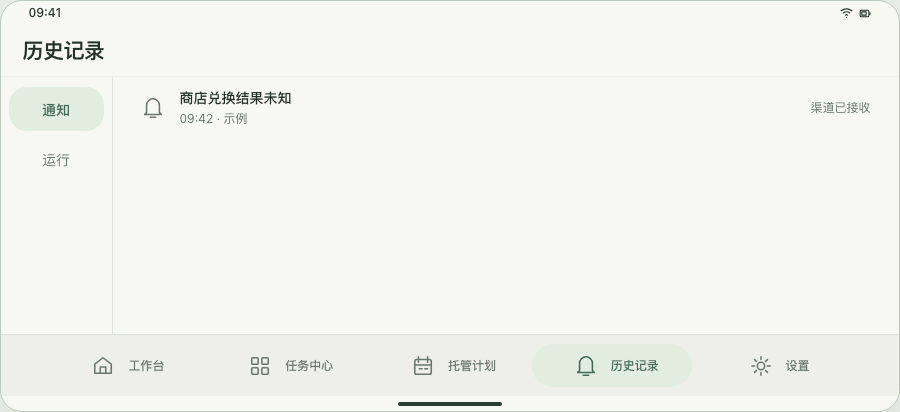 09:41
历史记录
通知
运行
商店兑换结果未知
09:42 · 示例
渠道已接收
工作台
任务中心
托管计划
历史记录
设置